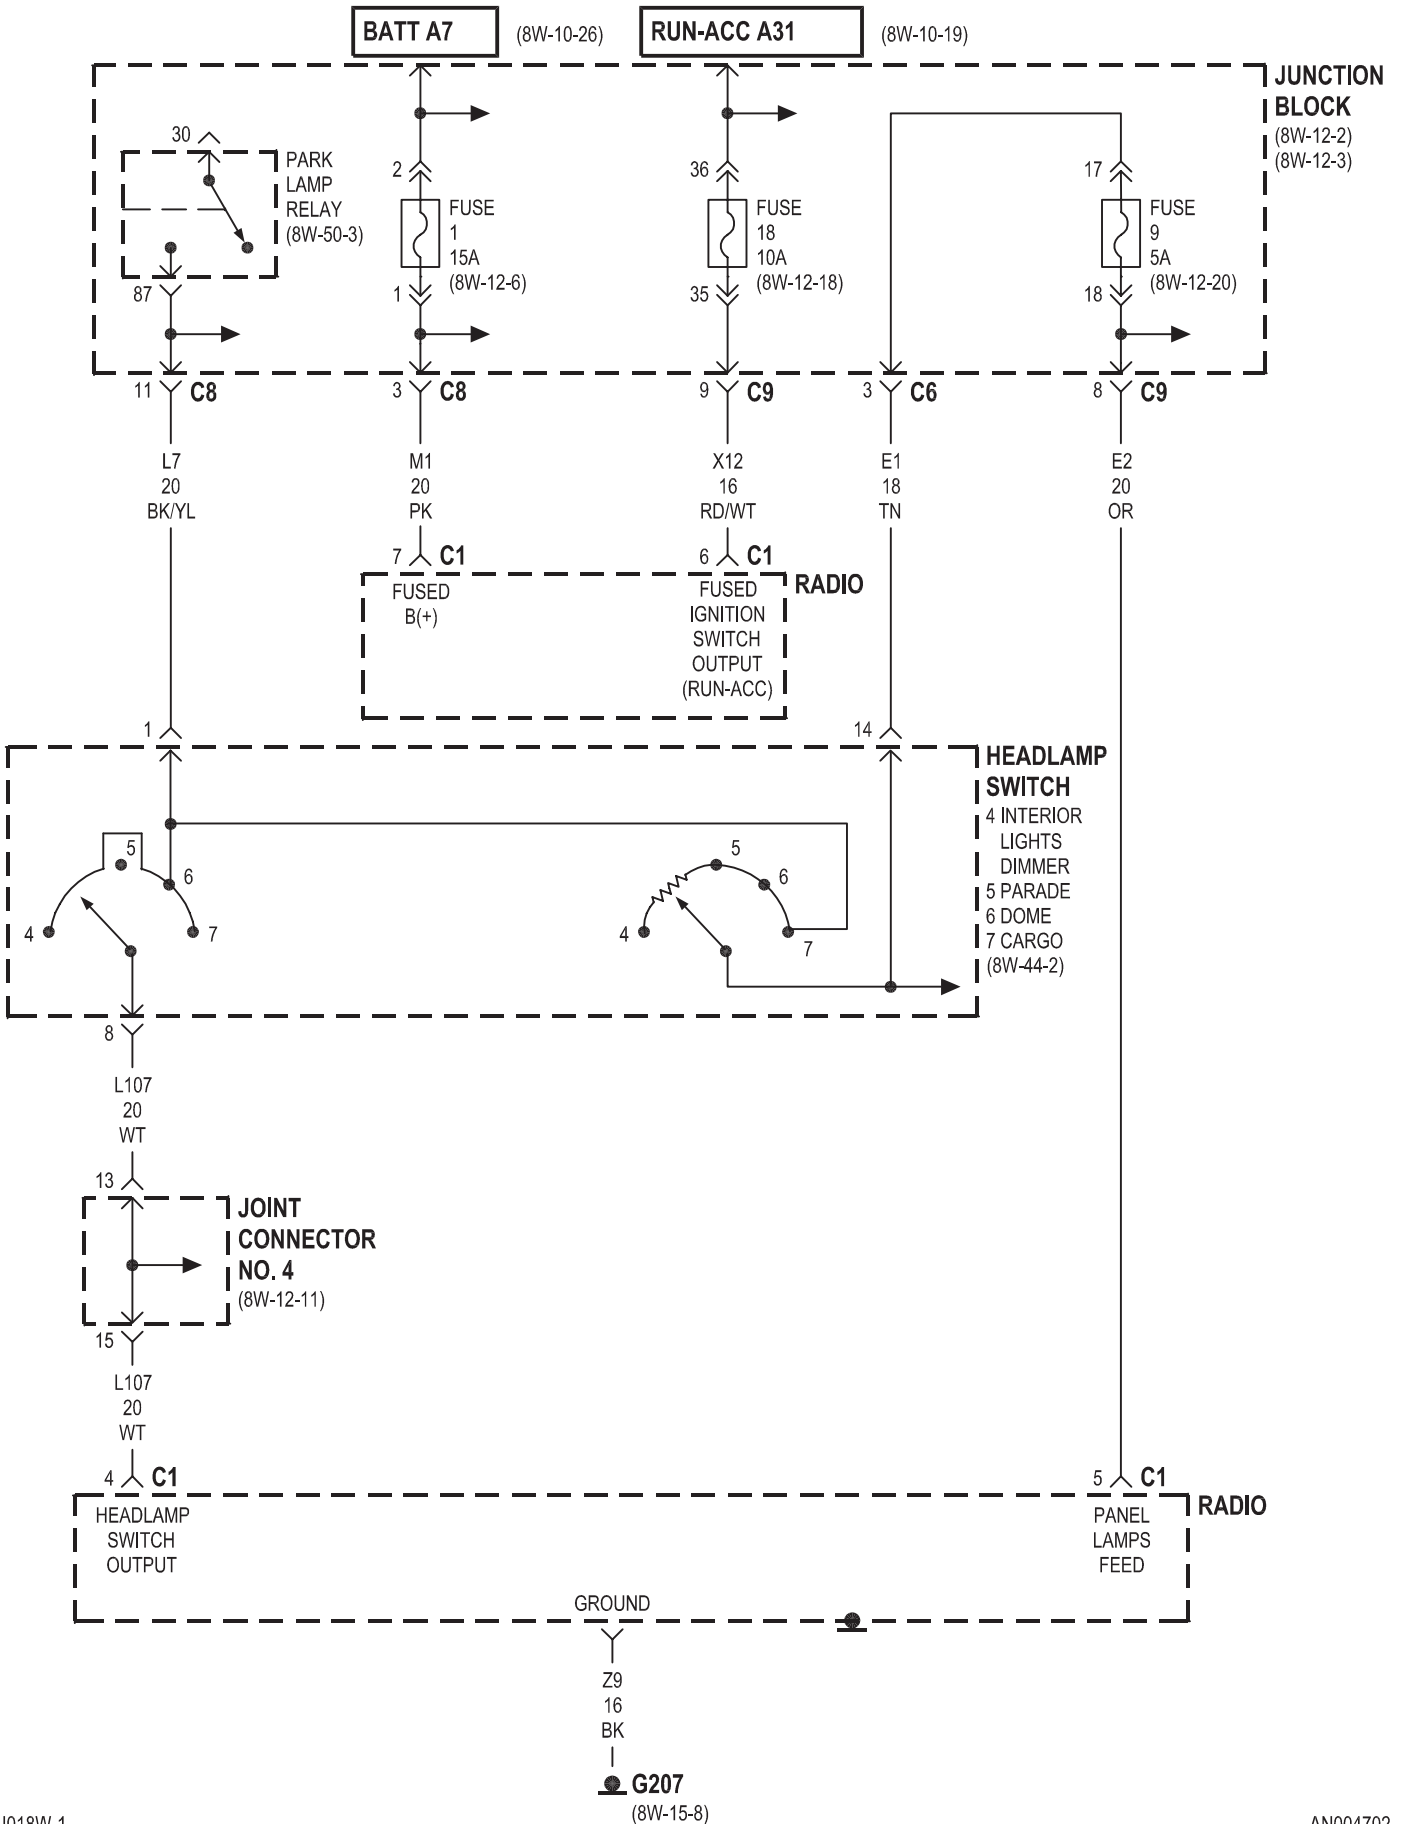 BATT A7 (8W-10-26) RUN-ACC A31 (8W-10-19)
JUNCTION
BLOCK
(8W-12-2)
(8W-12-3)
30
PARK
LAMP
RELAY
(8W-50-3)
87
2
FUSE
1
15A
(8W-12-6)
1
36
FUSE
18
10A
(8W-12-18)
35
17
FUSE
9
5A
(8W-12-20)
18
11 C8
3 C8
9 C9
3 C6
8 C9
L7
20
BK/YL
M1
20
PK
X12
16
RD/WT
E1
18
TN
E2
20
OR
7 C1
6 C1
RADIO
FUSED
B(+)
FUSED
IGNITION
SWITCH
OUTPUT
(RUN-ACC)
1
14
HEADLAMP
SWITCH
4 INTERIOR
LIGHTS
DIMMER
5 PARADE
6 DOME
7 CARGO
(8W-44-2)
5
6
4
7
5
6
4
7
8
L107
20
WT
13
JOINT
CONNECTOR
NO. 4
(8W-12-11)
15
L107
20
WT
4 C1
5 C1
RADIO
HEADLAMP
SWITCH
OUTPUT
PANEL
LAMPS
FEED
GROUND
Z9
16
BK
G207
(8W-15-8)